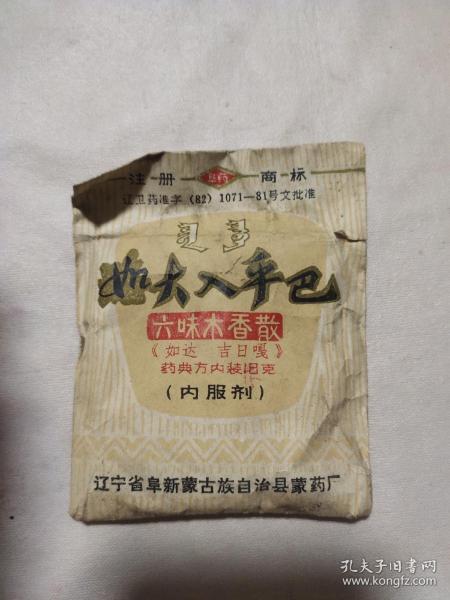 注册 阜药 商标
辽卫药准字(82)1071—81号文批准
如大入乎巴
六味木香散
《如达 吉日嘎》
药典方内装 克
(内服剂)
辽宁省阜新蒙古族自治县蒙药厂
孔夫子旧书网
www.kongfz.com